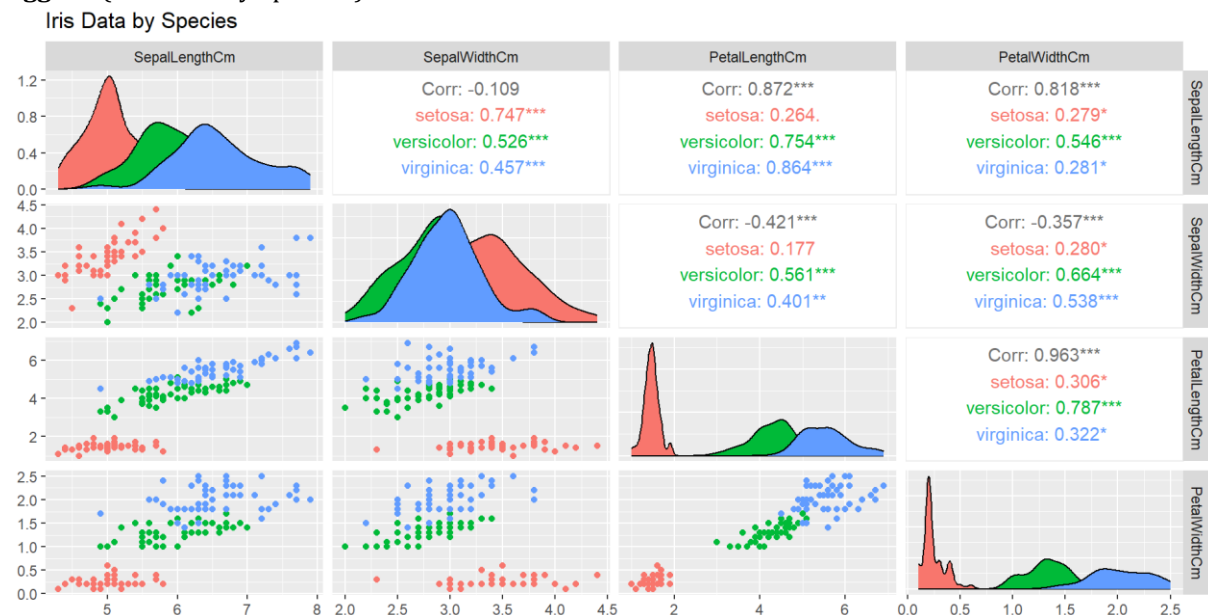 Iris Data by Species
SepalLengthCm
SepalWidthCm
PetalLengthCm
PetalWidthCm
1.2
0.8
0.4
0.0
Corr: -0.109
setosa: 0.747***
versicolor: 0.526***
virginica: 0.457***
Corr: 0.872***
setosa: 0.264.
versicolor: 0.754***
virginica: 0.864***
Corr: 0.818***
setosa: 0.279*
versicolor: 0.546***
virginica: 0.281*
SepalLengthCm
4.5
4.0
3.5
3.0
2.5
2.0
Corr: -0.421***
setosa: 0.177
versicolor: 0.561***
virginica: 0.401**
Corr: -0.357***
setosa: 0.280*
versicolor: 0.664***
virginica: 0.538***
SepalWidthCm
6
4
2
Corr: 0.963***
setosa: 0.306*
versicolor: 0.787***
virginica: 0.322*
PetalLengthCm
2.5
2.0
1.5
1.0
0.5
0.0
PetalWidthCm
5 6 7 8
2.0 2.5 3.0 3.5 4.0 4.5
2 4 6
0.0 0.5 1.0 1.5 2.0 2.5